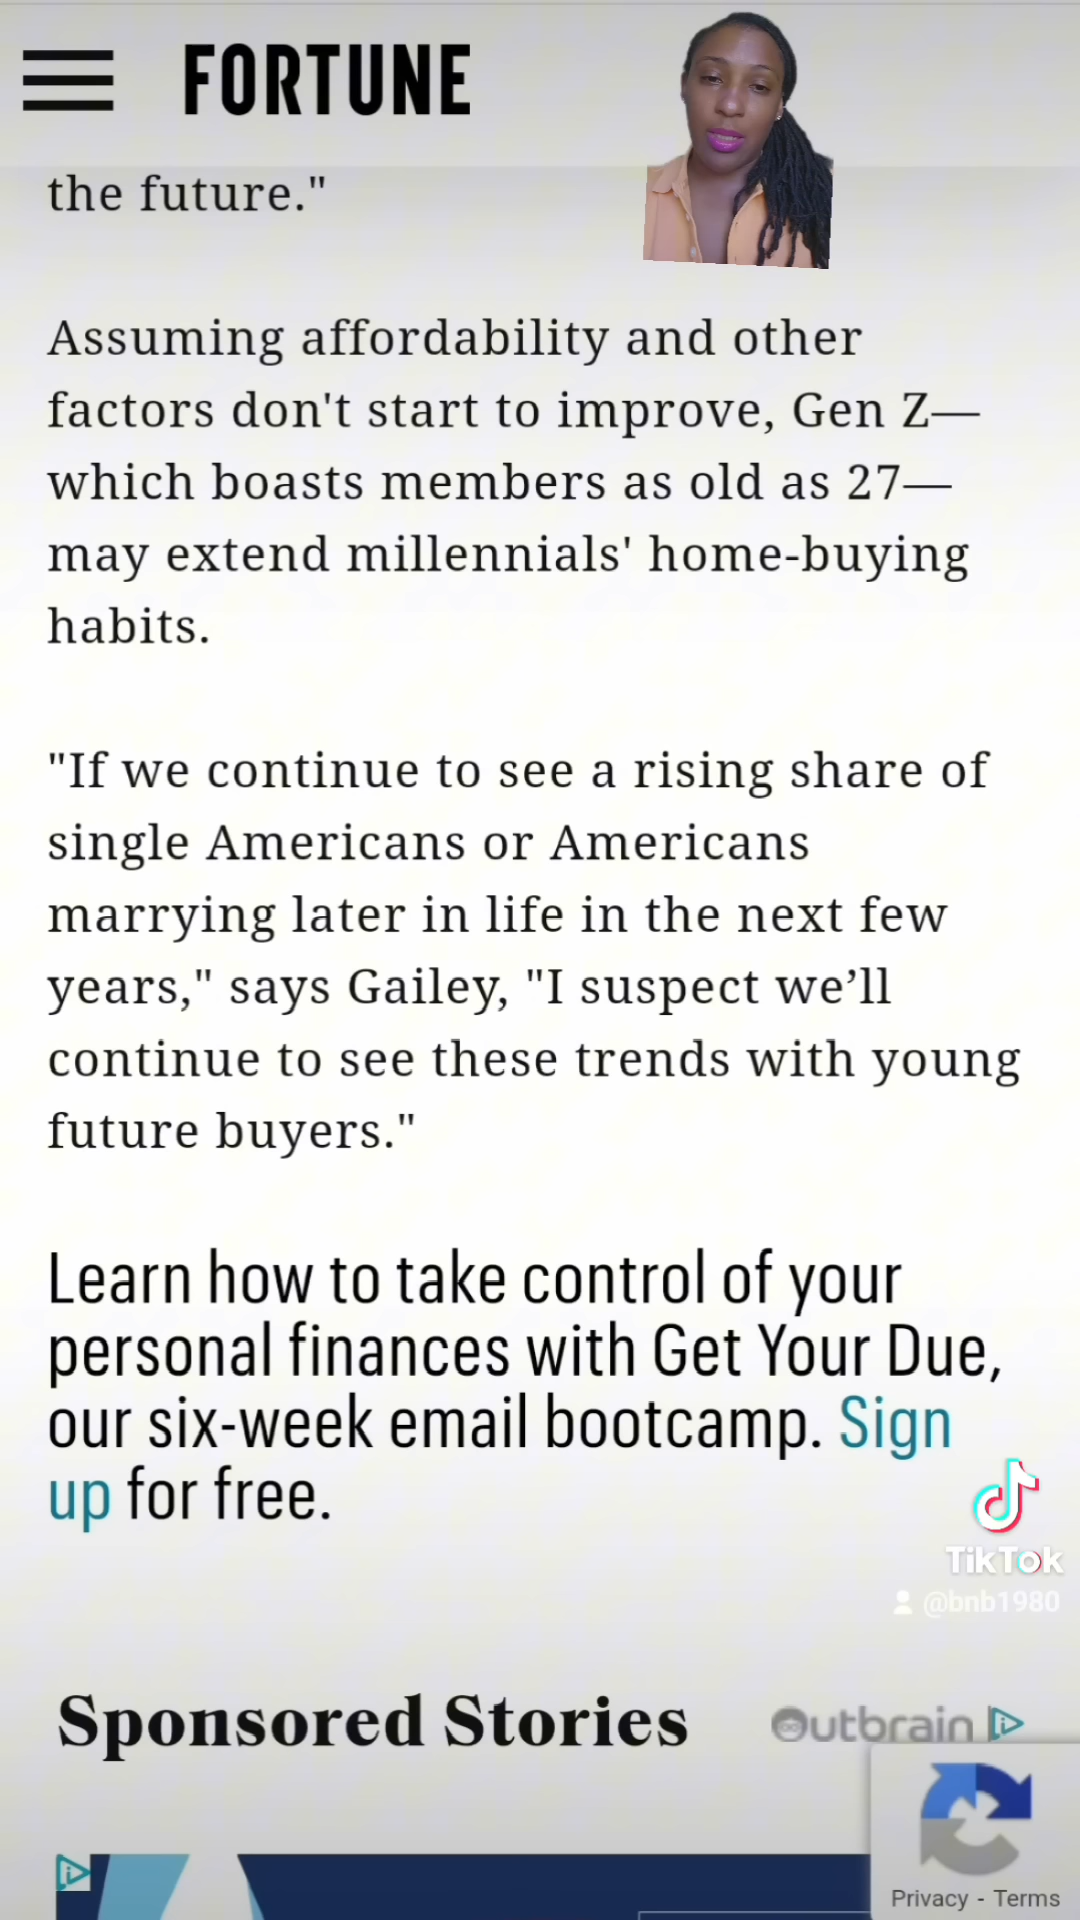 FORTUNE
the future."
Assuming affordability and other
factors don't start to improve, Gen Z—
which boasts members as old as 27—
may extend millennials' home-buying
habits.
"If we continue to see a rising share of
single Americans or Americans
marrying later in life in the next few
years," says Gailey, "I suspect we’ll
continue to see these trends with young
future buyers."
Learn how to take control of your
personal finances with Get Your Due,
our six-week email bootcamp. Sign
up for free.
TikTok
@bnb1980
Sponsored Stories
Outbrain
Privacy - Terms